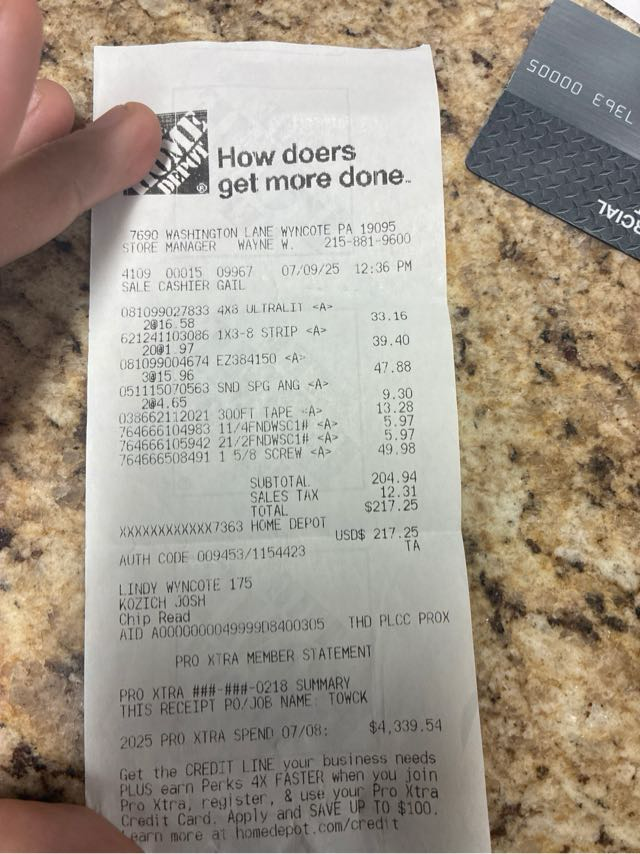 HOME
DEPOT
®
How doers
get more done™
7690 WASHINGTON LANE WYNCOTE PA 19095
STORE MANAGER WAYNE W. 215-881-9600
4109 00015 09967 07/09/25 12:36 PM
SALE CASHIER GAIL
081099027833 4X8 ULTRALIT <A>
2@16.58 33.16
621241103086 1X3-8 STRIP <A>
20@1.97 39.40
081099004674 EZ384150 <A>
3@15.96 47.88
051115070563 SND SPG ANG <A>
2@4.65 9.30
038662112021 300FT TAPE <A> 13.28
764666104983 11/4FNDWSC1# <A> 5.97
764666105942 21/2FNDWSC1# <A> 5.97
764666508491 1 5/8 SCREW <A> 49.98
SUBTOTAL 204.94
SALES TAX 12.31
TOTAL $217.25
XXXXXXXXXXXX7363 HOME DEPOT
USD$ 217.25
AUTH CODE 009453/1154423 TA
LINDY WYNCOTE 175
KOZICH JOSH
Chip Read
AID A0000000049999D8400305 THD PLCC PROX
PRO XTRA MEMBER STATEMENT
PRO XTRA ###-###-0218 SUMMARY
THIS RECEIPT PO/JOB NAME: TOWCK
2025 PRO XTRA SPEND 07/08: $4,339.54
Get the CREDIT LINE your business needs
PLUS earn Perks 4X FASTER when you join
Pro Xtra, register, & use your Pro Xtra
Credit Card. Apply and SAVE UP TO $100.
Learn more at homedepot.com/credit
7363 00005
RCIAL